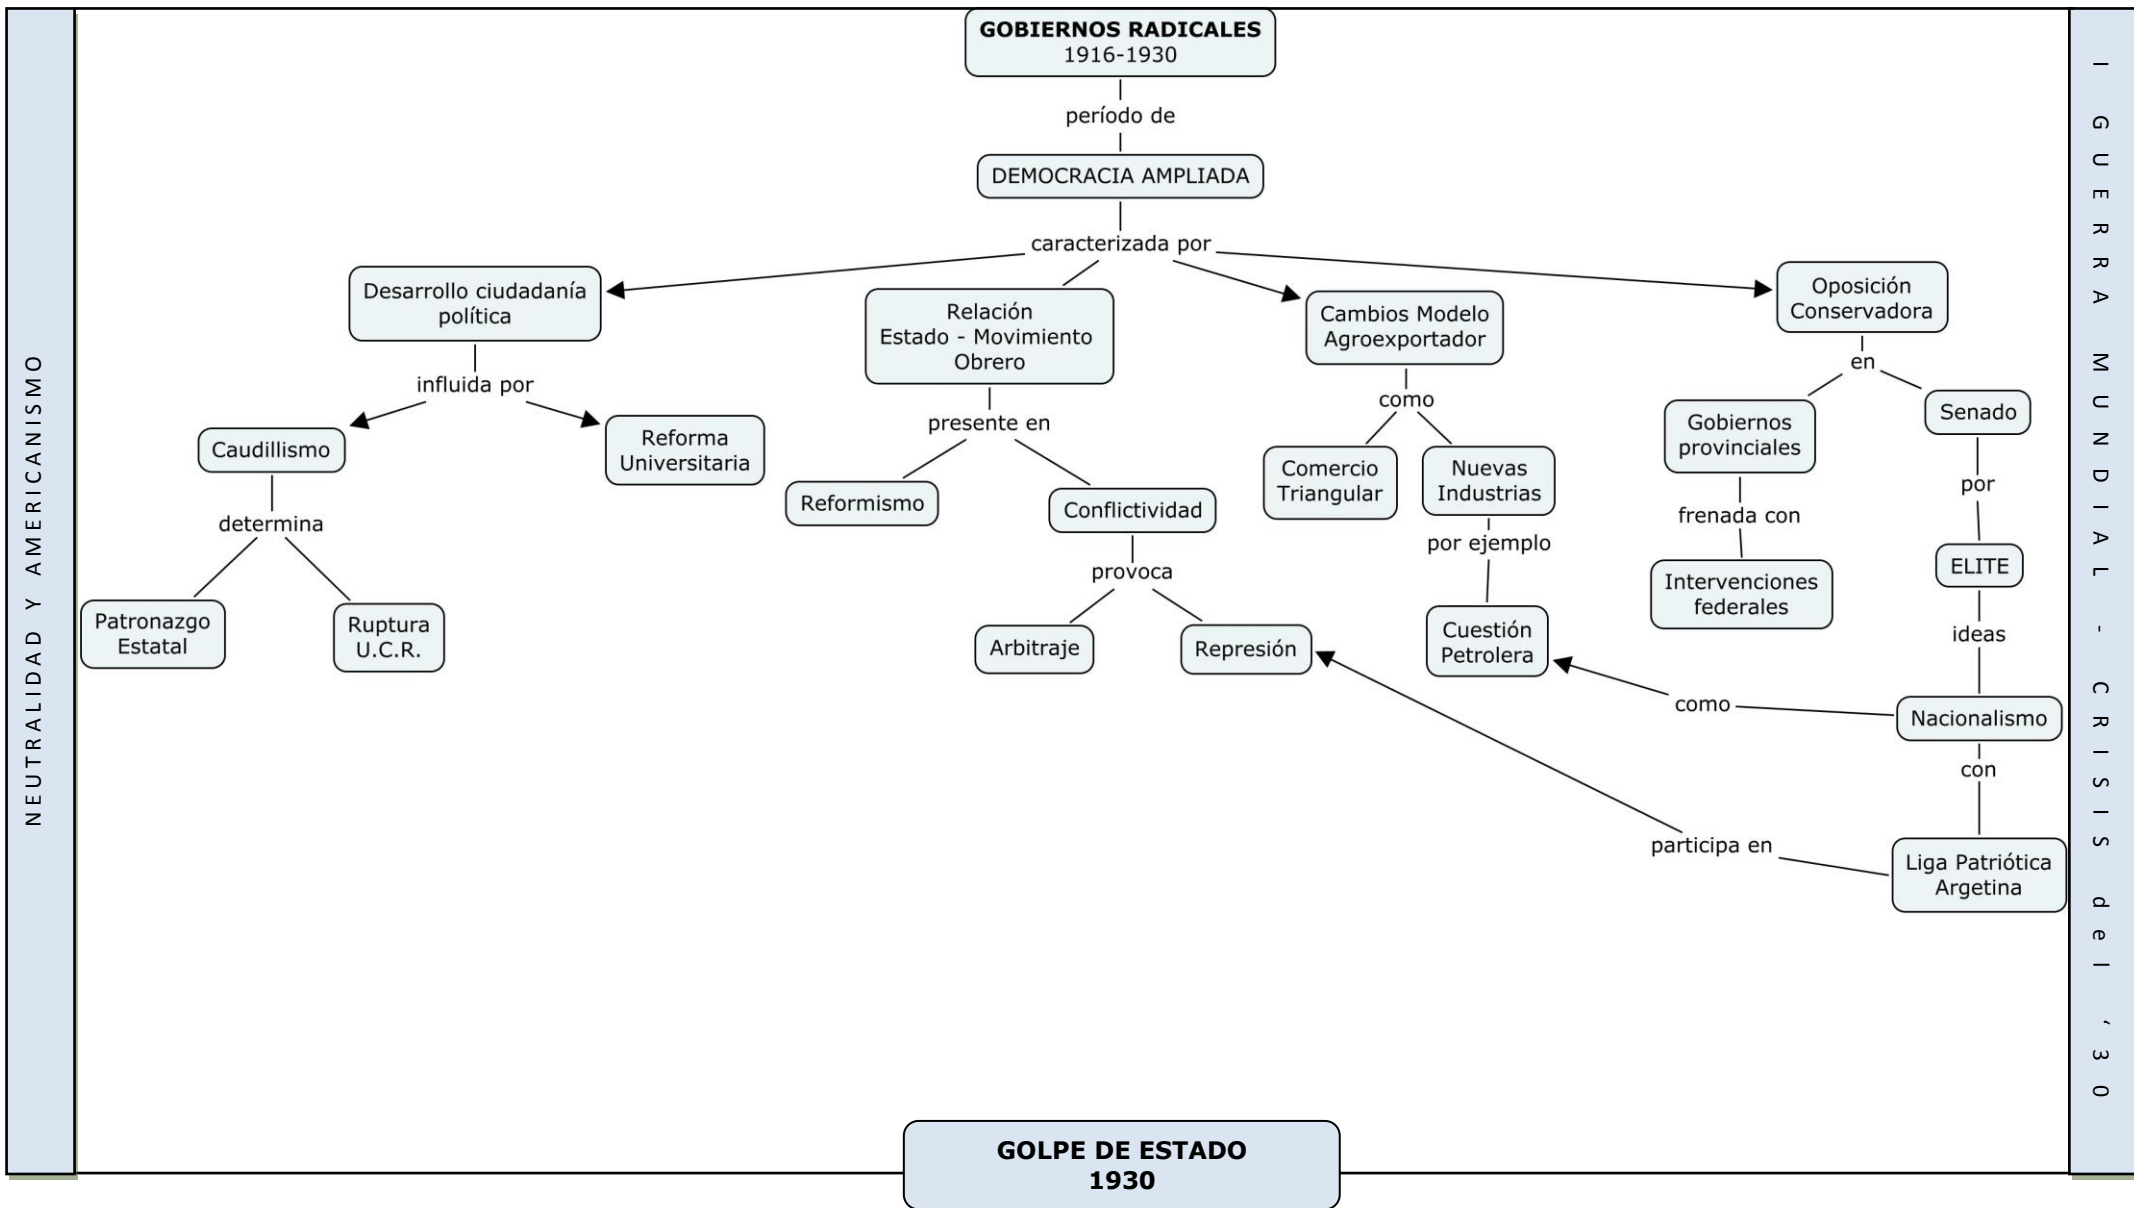 GOBIERNOS RADICALES
1916-1930
período de
DEMOCRACIA AMPLIADA
caracterizada por
Desarrollo ciudadanía
política
influida por
Caudillismo
Reforma
Universitaria
determina
Patronazgo
Estatal
Ruptura
U.C.R.
Relación
Estado - Movimiento
Obrero
presente en
Reformismo
Conflictividad
provoca
Arbitraje
Represión
Cambios Modelo
Agroexportador
como
Comercio
Triangular
Nuevas
Industrias
por ejemplo
Cuestión
Petrolera
Oposición
Conservadora
en
Gobiernos
provinciales
frenada con
Intervenciones
federales
Senado
por
ELITE
ideas
Nacionalismo
como
con
Liga Patriótica
Argetina
participa en
NEUTRALIDAD Y AMERICANISMO
I GUERRA MUNDIAL - CRISIS del ‘30
GOLPE DE ESTADO
1930